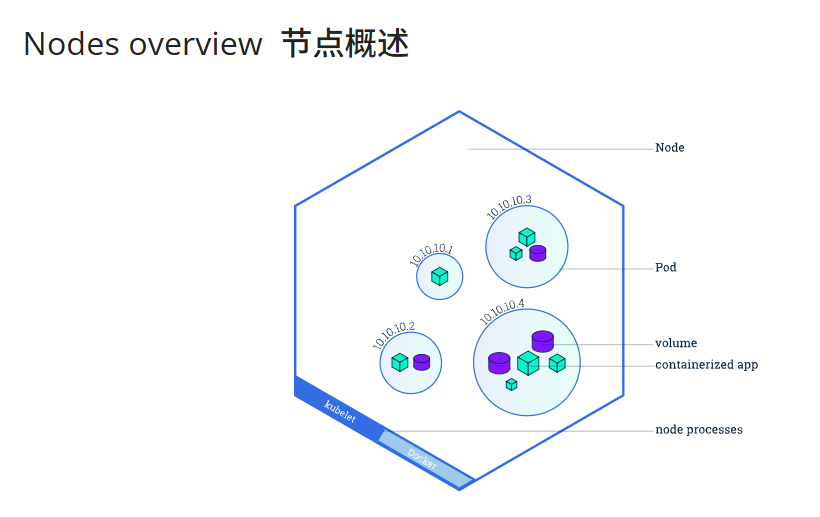 Nodes overview 节点概述
Node
10.10.10.3
10.10.10.1
Pod
10.10.10.4
10.10.10.2
volume
containerized app
kubelet
node processes
Docker